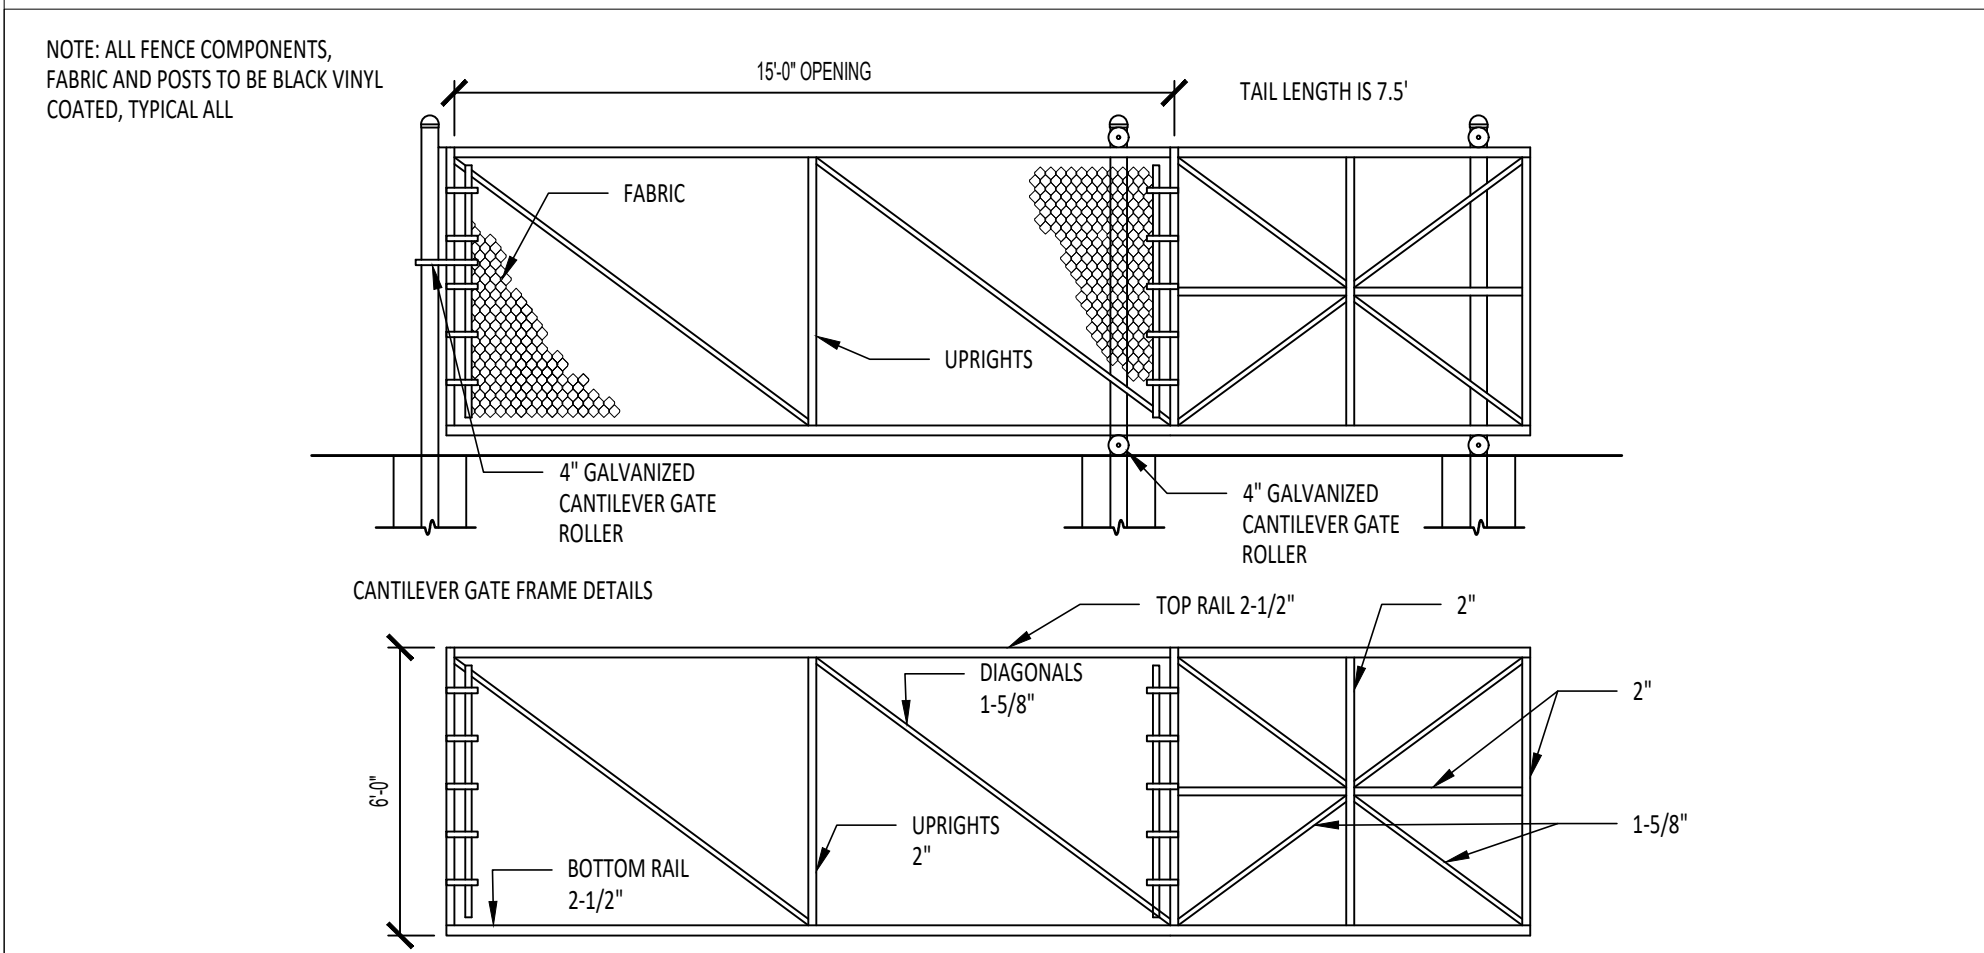 NOTE: ALL FENCE COMPONENTS,
FABRIC AND POSTS TO BE BLACK VINYL
COATED, TYPICAL ALL
15'-0" OPENING
TAIL LENGTH IS 7.5'
FABRIC
UPRIGHTS
4" GALVANIZED
CANTILEVER GATE
ROLLER
4" GALVANIZED
CANTILEVER GATE
ROLLER
CANTILEVER GATE FRAME DETAILS
TOP RAIL 2-1/2"
2"
DIAGONALS
1-5/8"
2"
6'-0"
UPRIGHTS
2"
1-5/8"
BOTTOM RAIL
2-1/2"